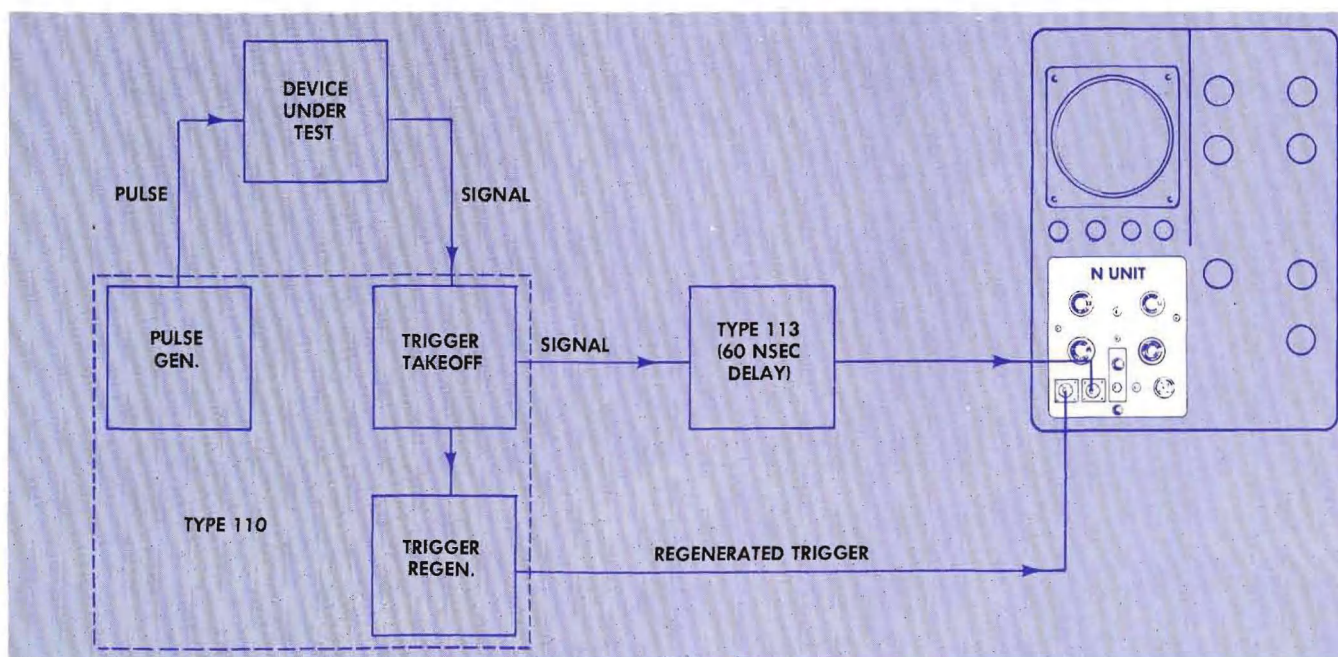 DEVICE
UNDER
TEST
PULSE
SIGNAL
N UNIT
PULSE
GEN.
TRIGGER
TAKEOFF
SIGNAL
TYPE 113
(60 NSEC
DELAY)
TYPE 110
TRIGGER
REGEN.
REGENERATED TRIGGER